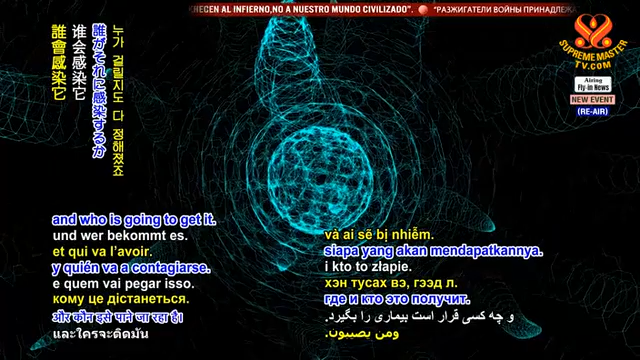 HECEN AL INFIERNO,NO A NUESTRO MUNDO CIVILIZADO". "РАЗЖИГАТЕЛИ ВОЙНЫ ПРИНАДЛЕЖА
SUPREME MASTER
TV.COM
Airing
Fly-in News
NEW EVENT
(RE-AIR)
누가 걸릴지도 다 정해졌죠
誰がそれに感染するか
谁会感染它
誰會感染它
and who is going to get it.
und wer bekommt es.
et qui va l'avoir.
y quién va a contagiarse.
e quem vai pegar isso.
кому це дістанеться.
और कौन इसे पाने जा रहा है।
และใครจะติดมัน
và ai sẽ bị nhiễm.
siapa yang akan mendapatkannya.
i kto to złapie.
хэн тусах вэ, гээд л.
где и кто это получит.
و چه کسی قرار است بیماری را بگیرد.
ومن يصيبون.